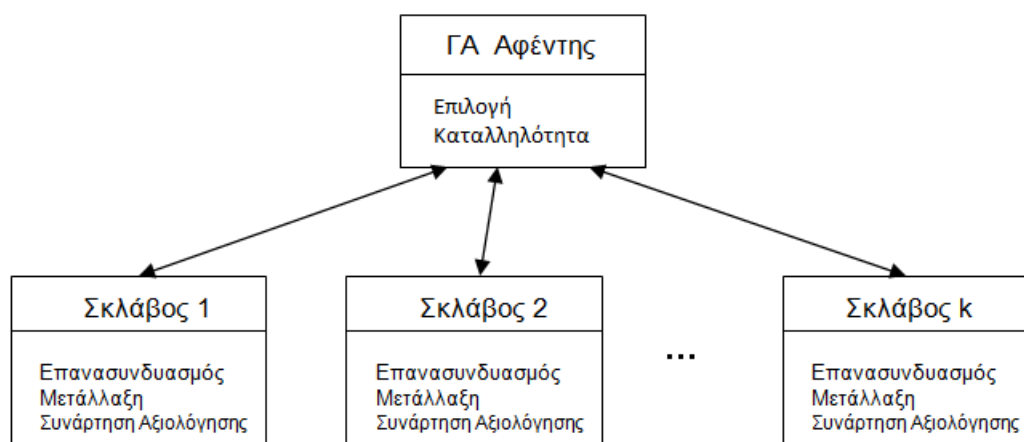 ΓΑ Αφέντης
Επιλογή
Καταλληλότητα
Σκλάβος 1
Επανασυνδυασμός
Μετάλλαξη
Συνάρτηση Αξιολόγησης
Σκλάβος 2
Επανασυνδυασμός
Μετάλλαξη
Συνάρτηση Αξιολόγησης
...
Σκλάβος k
Επανασυνδυασμός
Μετάλλαξη
Συνάρτηση Αξιολόγησης